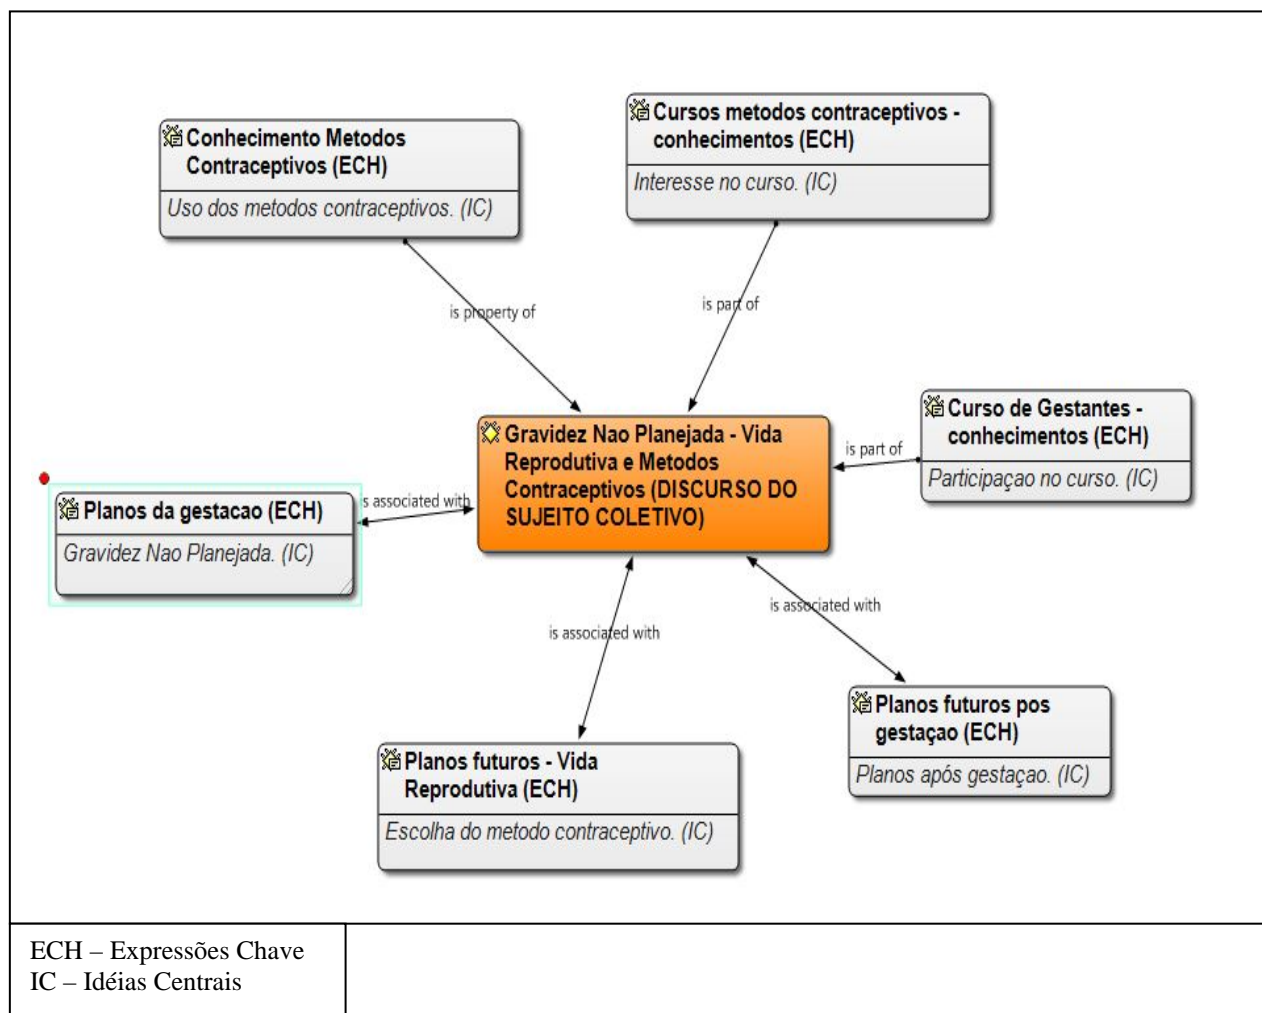 Conhecimento Metodos
Contraceptivos (ECH)
Uso dos metodos contraceptivos. (IC)
Cursos metodos contraceptivos -
conhecimentos (ECH)
Interesse no curso. (IC)
is property of
is part of
Curso de Gestantes -
conhecimentos (ECH)
Participaçao no curso. (IC)
is part of
Gravidez Nao Planejada - Vida
Reprodutiva e Metodos
Contraceptivos (DISCURSO DO
SUJEITO COLETIVO)
is associated with
Planos da gestacao (ECH)
Gravidez Nao Planejada. (IC)
is associated with
is associated with
Planos futuros pos
gestaçao (ECH)
Planos após gestaçao. (IC)
Planos futuros - Vida
Reprodutiva (ECH)
Escolha do metodo contraceptivo. (IC)
ECH – Expressões Chave
IC – Idéias Centrais